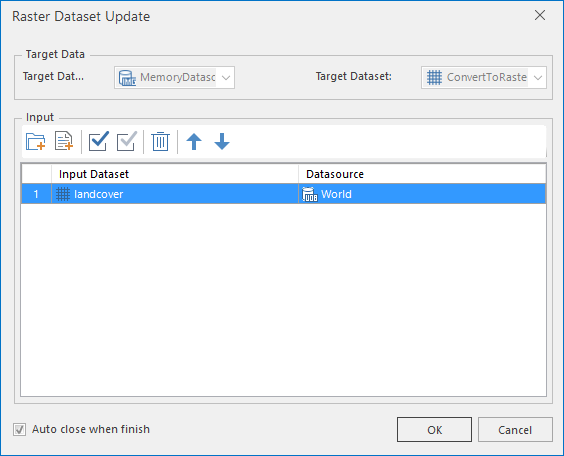 Raster Dataset Update
Target Data
Target Dat... MemoryDatasc Target Dataset: ConvertToRaste
Input
Input Dataset Datasource
1 landcover World
Auto close when finish OK Cancel